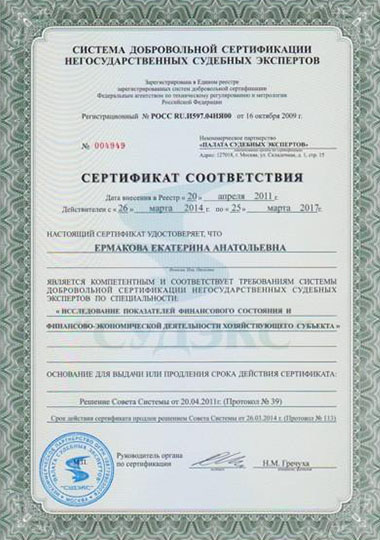 СИСТЕМА ДОБРОВОЛЬНОЙ СЕРТИФИКАЦИИ
НЕГОСУДАРСТВЕННЫХ СУДЕБНЫХ ЭКСПЕРТОВ
Зарегистрирована в Едином реестре
зарегистрированных систем добровольной сертификации
Федеральным агентством по техническому регулированию и метрологии
Российской Федерации
Регистрационный № РОСС RU.И597.04НЯ00 от 16 октября 2009 г.
№ 004949
Некоммерческое партнерство
«ПАЛАТА СУДЕБНЫХ ЭКСПЕРТОВ»
Адрес: 127018, г. Москва, ул. Складочная, д. 1, стр. 15
СЕРТИФИКАТ СООТВЕТСТВИЯ
Дата внесения в Реестр « 20 » апреля 2011 г.
Действителен с « 26 » марта 2014 г. по « 25 » марта 2017 г.
НАСТОЯЩИЙ СЕРТИФИКАТ УДОСТОВЕРЯЕТ, ЧТО
ЕРМАКОВА ЕКАТЕРИНА АНАТОЛЬЕВНА
Фамилия, Имя, Отчество
ЯВЛЯЕТСЯ КОМПЕТЕНТНЫМ И СООТВЕТСТВУЕТ ТРЕБОВАНИЯМ СИСТЕМЫ
ДОБРОВОЛЬНОЙ СЕРТИФИКАЦИИ НЕГОСУДАРСТВЕННЫХ СУДЕБНЫХ
ЭКСПЕРТОВ ПО СПЕЦИАЛЬНОСТИ:
« ИССЛЕДОВАНИЕ ПОКАЗАТЕЛЕЙ ФИНАНСОВОГО СОСТОЯНИЯ И
ФИНАНСОВО-ЭКОНОМИЧЕСКОЙ ДЕЯТЕЛЬНОСТИ ХОЗЯЙСТВУЮЩЕГО СУБЪЕКТА »
СУДЭКС
ОСНОВАНИЕ ДЛЯ ВЫДАЧИ ИЛИ ПРОДЛЕНИЯ СРОКА ДЕЙСТВИЯ СЕРТИФИКАТА:
Решение Совета Системы от 20.04.2011г. (Протокол № 39)
Срок действия сертификата продлен решением Совета Системы от 26.03.2014 г. (Протокол № 113)
Руководитель органа
по сертификации
Н.М. Гречуха
М.П.
"СУДЭКС"